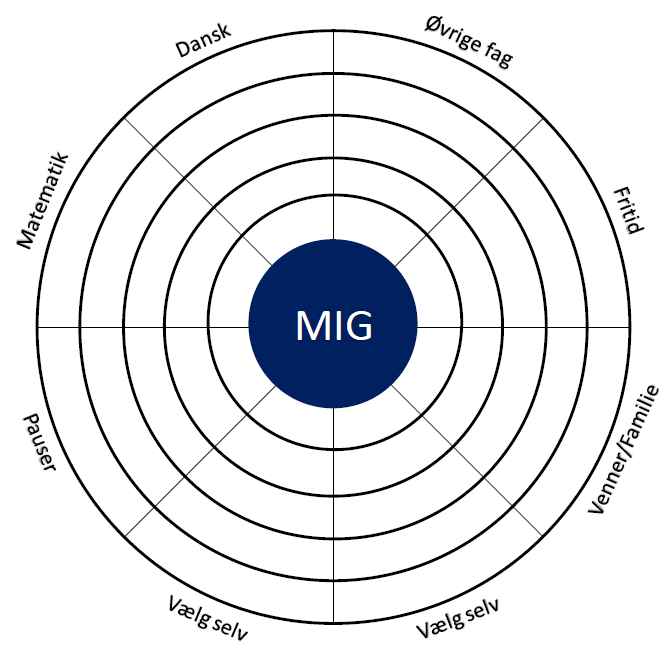 Dansk
Øvrige fag
Matematik
Fritid
MIG
Pauser
Venner/Familie
Vælg selv
Vælg selv